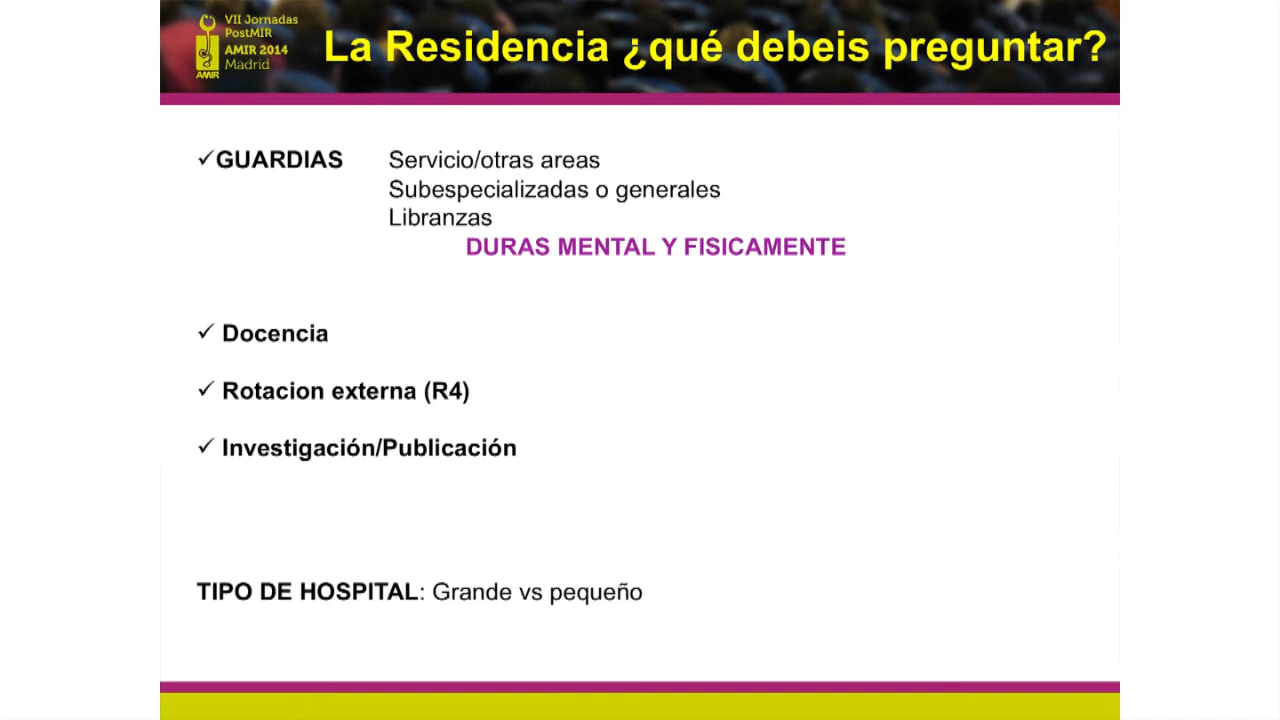 VII Jornadas
PostMIR
AMIR 2014
Madrid
AMIR
La Residencia ¿qué debeis preguntar?
✓GUARDIAS Servicio/otras areas
Subespecializadas o generales
Libranzas
DURAS MENTAL Y FISICAMENTE
✓ Docencia
✓ Rotacion externa (R4)
✓ Investigación/Publicación
TIPO DE HOSPITAL: Grande vs pequeño